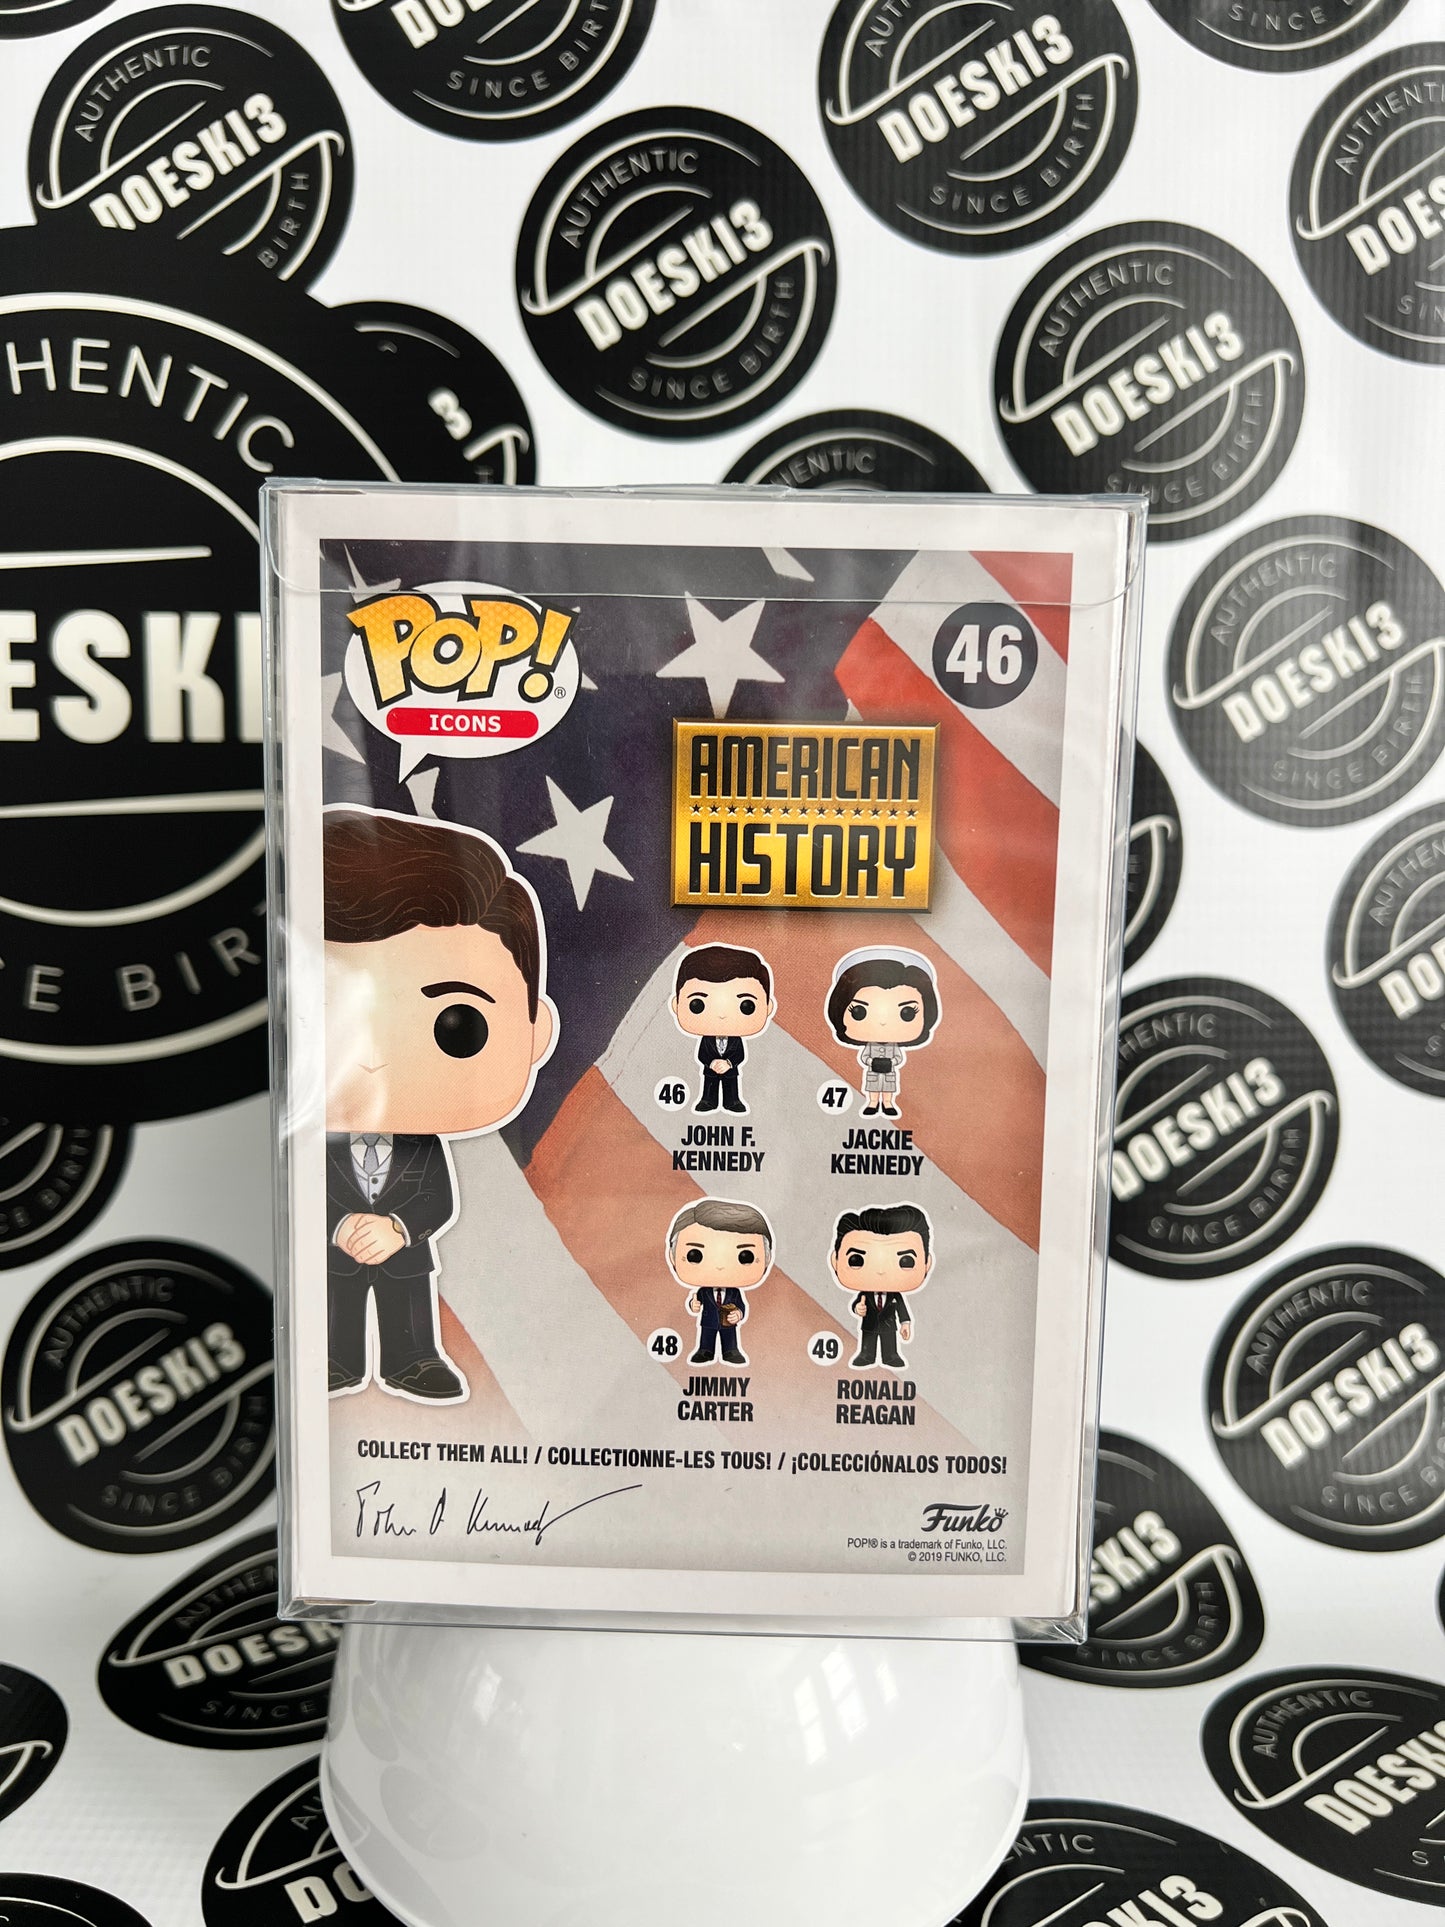 AUTHENTIC
DOESKI3
SINCE BIRTH
POP!®
ICONS
46
AMERICAN
HISTORY
46
JOHN F.
KENNEDY
47
JACKIE
KENNEDY
48
JIMMY
CARTER
49
RONALD
REAGAN
COLLECT THEM ALL! / COLLECTIONNE-LES TOUS! / ¡COLECCIÓNALOS TODOS!
John F Kennedy
Funko
POP!® is a trademark of Funko, LLC.
© 2019 FUNKO, LLC.